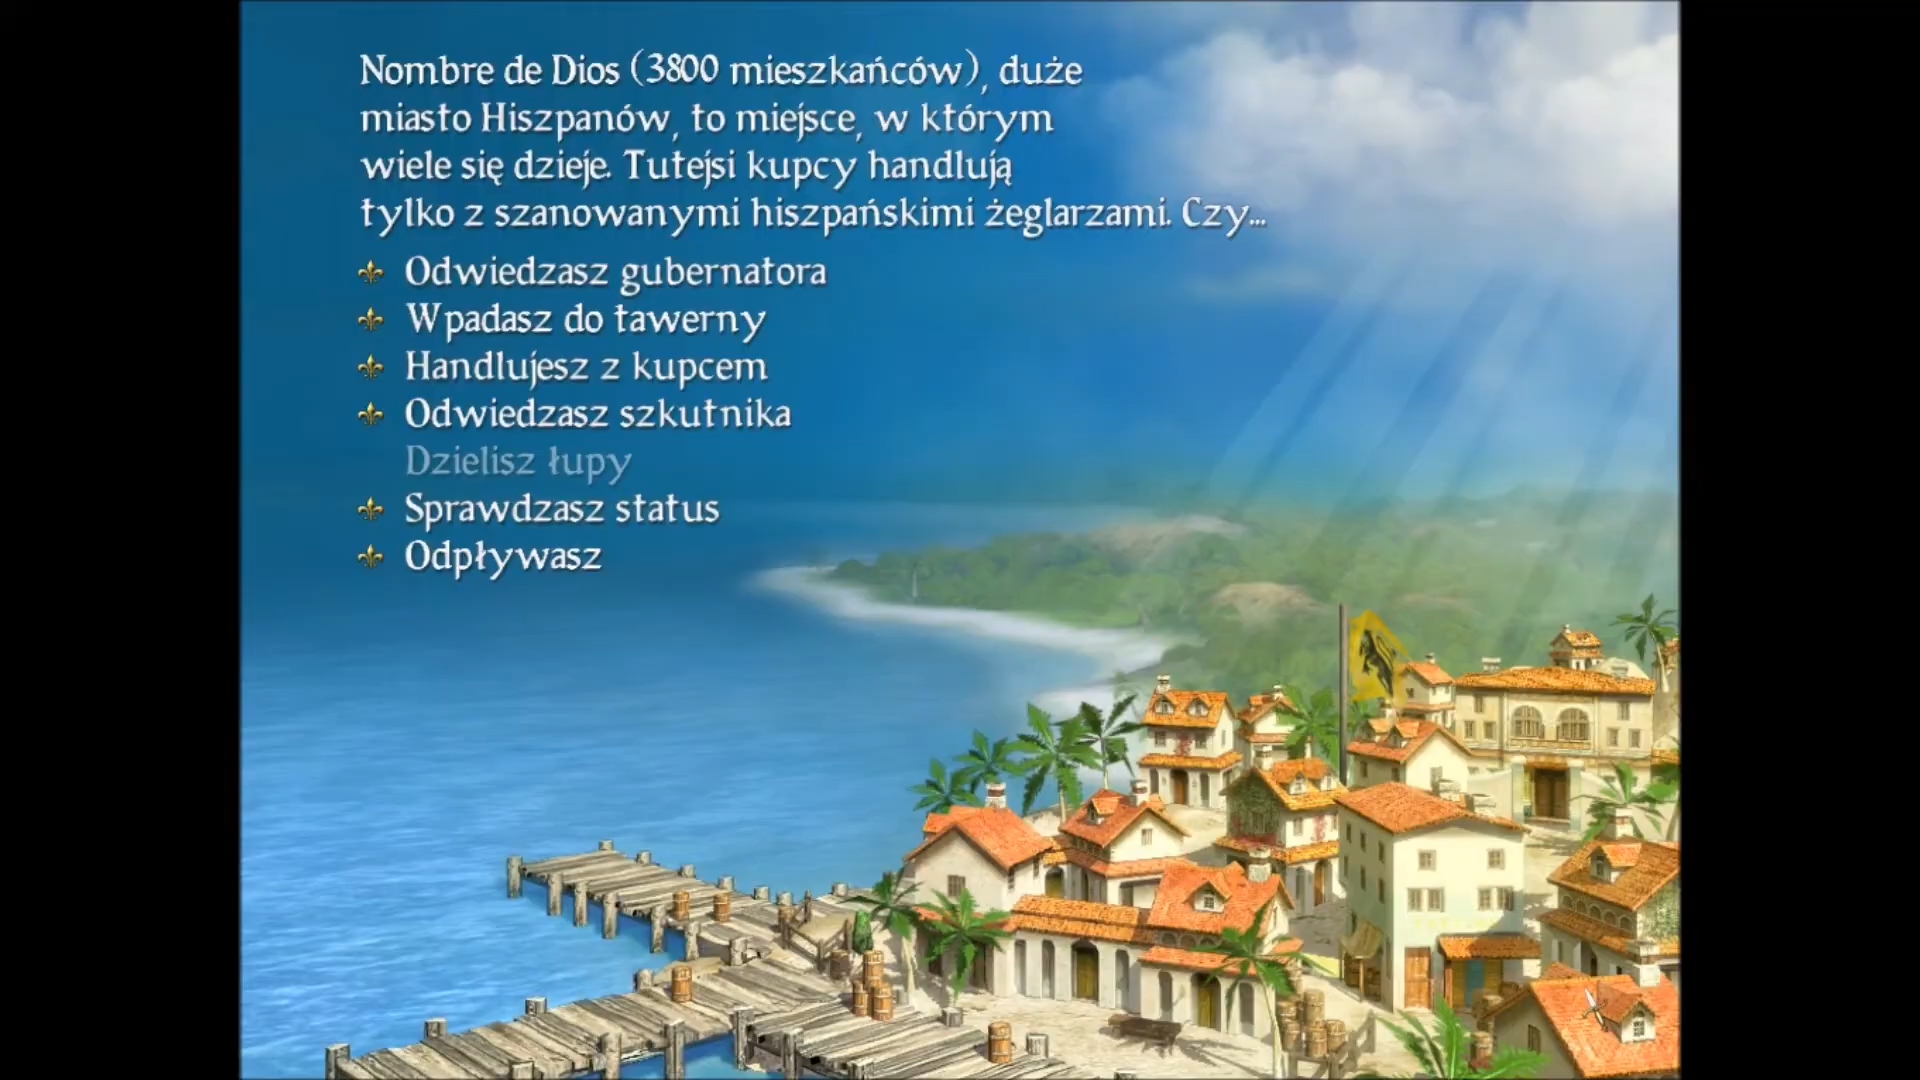 Nombre de Dios (3800 mieszkańców), duże
miasto Hiszpanów, to miejsce, w którym
wiele się dzieje. Tutejsi kupcy handlują
tylko z szanowanymi hiszpańskimi żeglarzami. Czy...
Odwiedzasz gubernatora
Wpadasz do tawerny
Handlujesz z kupcem
Odwiedzasz szkutnika
Dzielisz łupy
Sprawdzasz status
Odpływasz